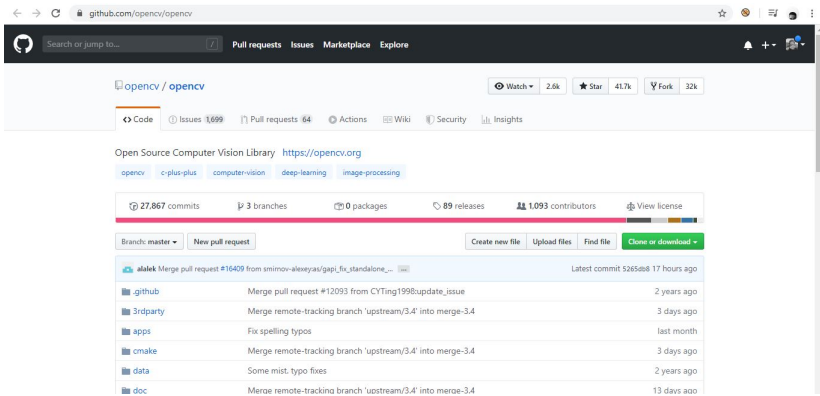 github.com/opencv/opencv
Search or jump to... / Pull requests Issues Marketplace Explore
opencv / opencv Watch 2.6k Star 41.7k Fork 32k
Code Issues 1,699 Pull requests 64 Actions Wiki Security Insights
Open Source Computer Vision Library https://opencv.org
opencv c-plus-plus computer-vision deep-learning image-processing
27,867 commits 3 branches 0 packages 89 releases 1,093 contributors View license
Branch: master New pull request Create new file Upload files Find file Clone or download
alalek Merge pull request #16409 from smirnov-alexey:as/gapi_fix_standalone_... ... Latest commit 5265db8 17 hours ago
.github Merge pull request #12093 from CYTing1998:update_issue 2 years ago
3rdparty Merge remote-tracking branch 'upstream/3.4' into merge-3.4 3 days ago
apps Fix spelling typos last month
cmake Merge remote-tracking branch 'upstream/3.4' into merge-3.4 3 days ago
data Some mist. typo fixes 2 years ago
doc Merge remote-tracking branch 'upstream/3.4' into merge-3.4 13 days ago